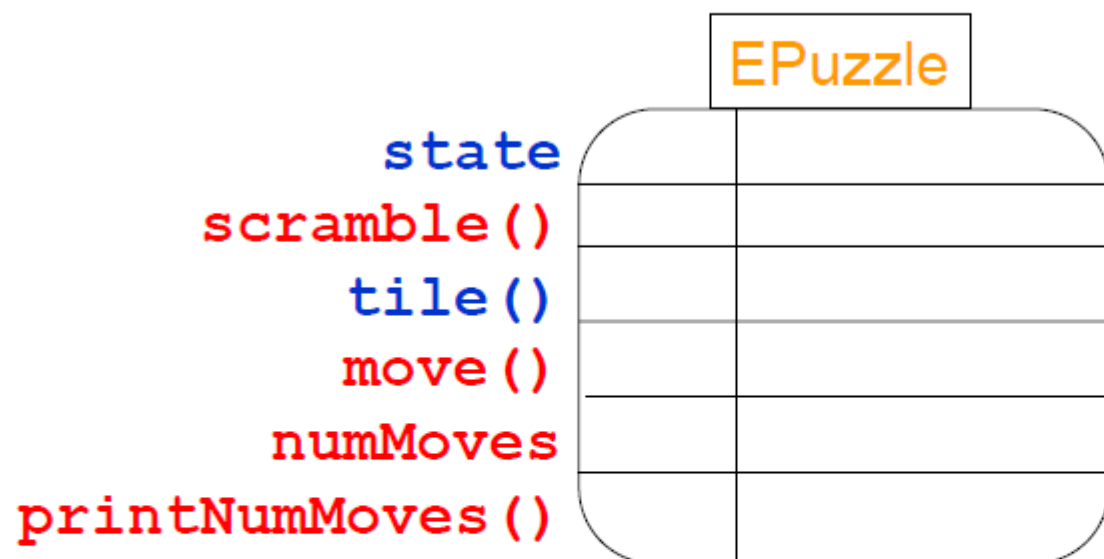 EPuzzle
state
scramble()
tile()
move()
numMoves
printNumMoves()